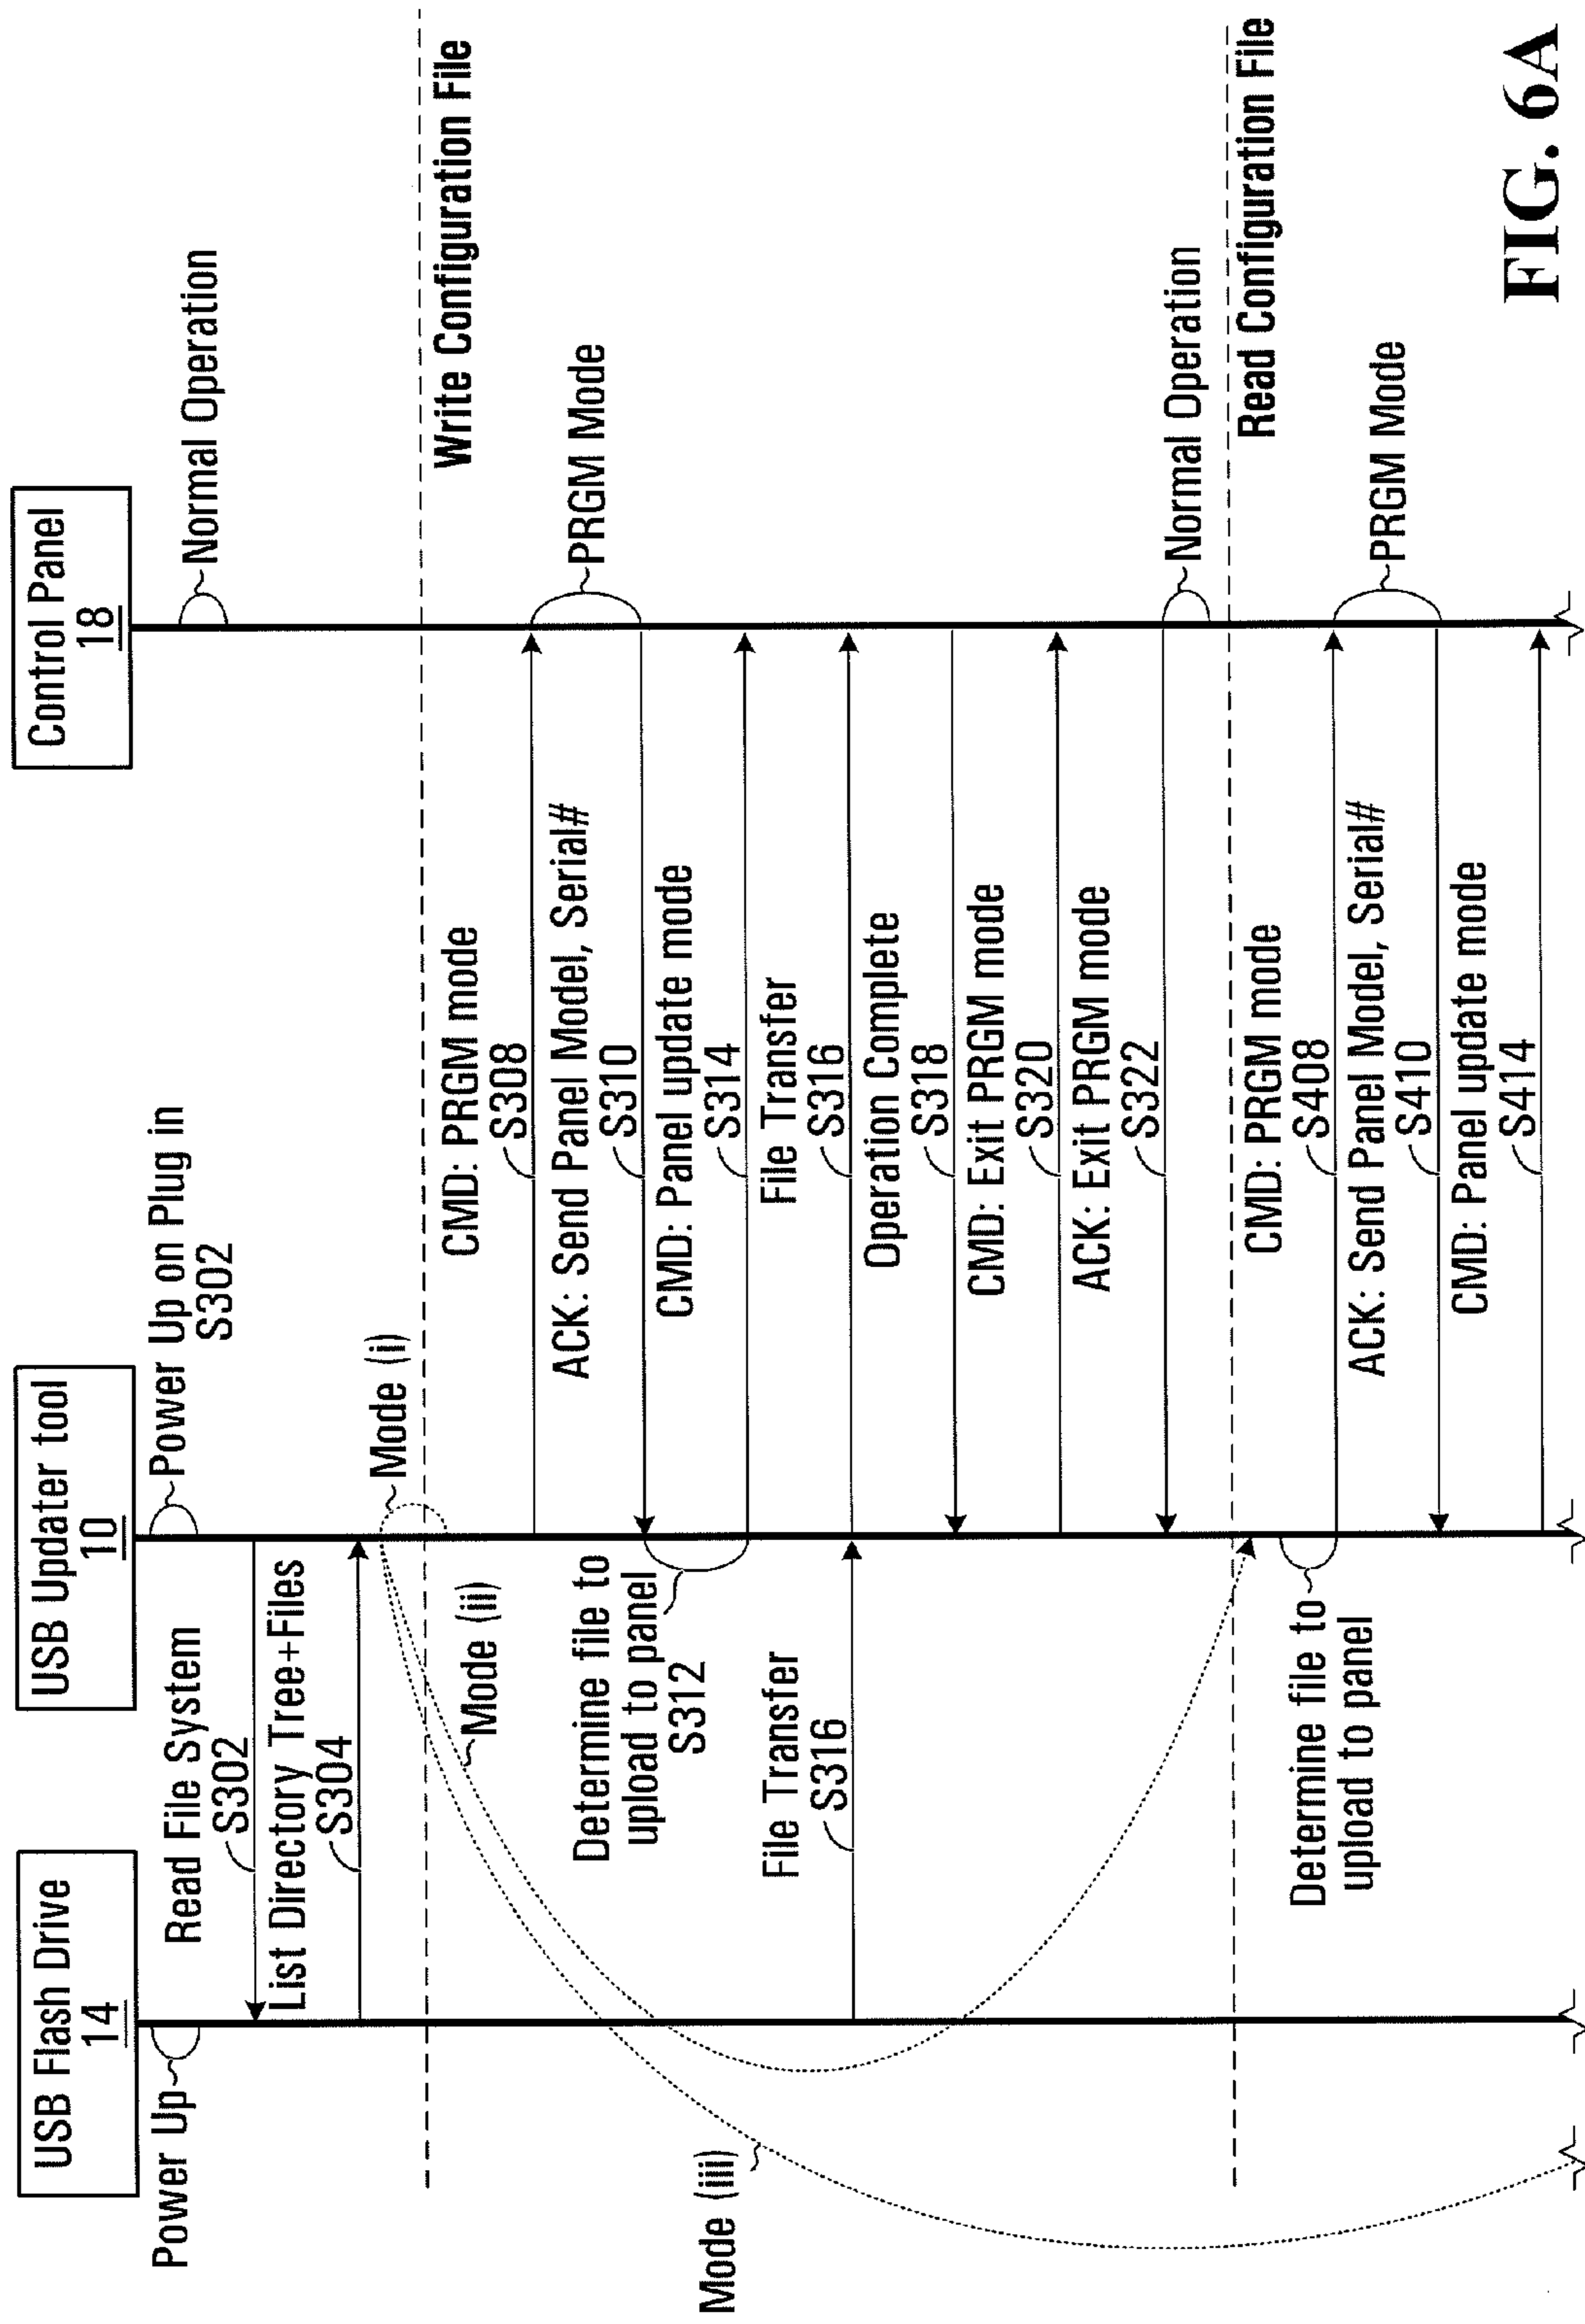 USB Flash Drive
14
USB Updater tool
10
Control Panel
18
Power Up
Power Up on Plug in
S302
Normal Operation
Read File System
S302
List Directory Tree+Files
S304
Mode (i)
Write Configuration File
Mode (ii)
Mode (iii)
CMD: PRGM mode
S308
PRGM Mode
ACK: Send Panel Model, Serial#
S310
Determine file to
upload to panel
S312
CMD: Panel update mode
S314
File Transfer
S316
File Transfer
S316
Operation Complete
S318
CMD: Exit PRGM mode
S320
ACK: Exit PRGM mode
S322
Normal Operation
Read Configuration File
Determine file to
upload to panel
CMD: PRGM mode
S408
PRGM Mode
ACK: Send Panel Model, Serial#
S410
CMD: Panel update mode
S414
FIG. 6A